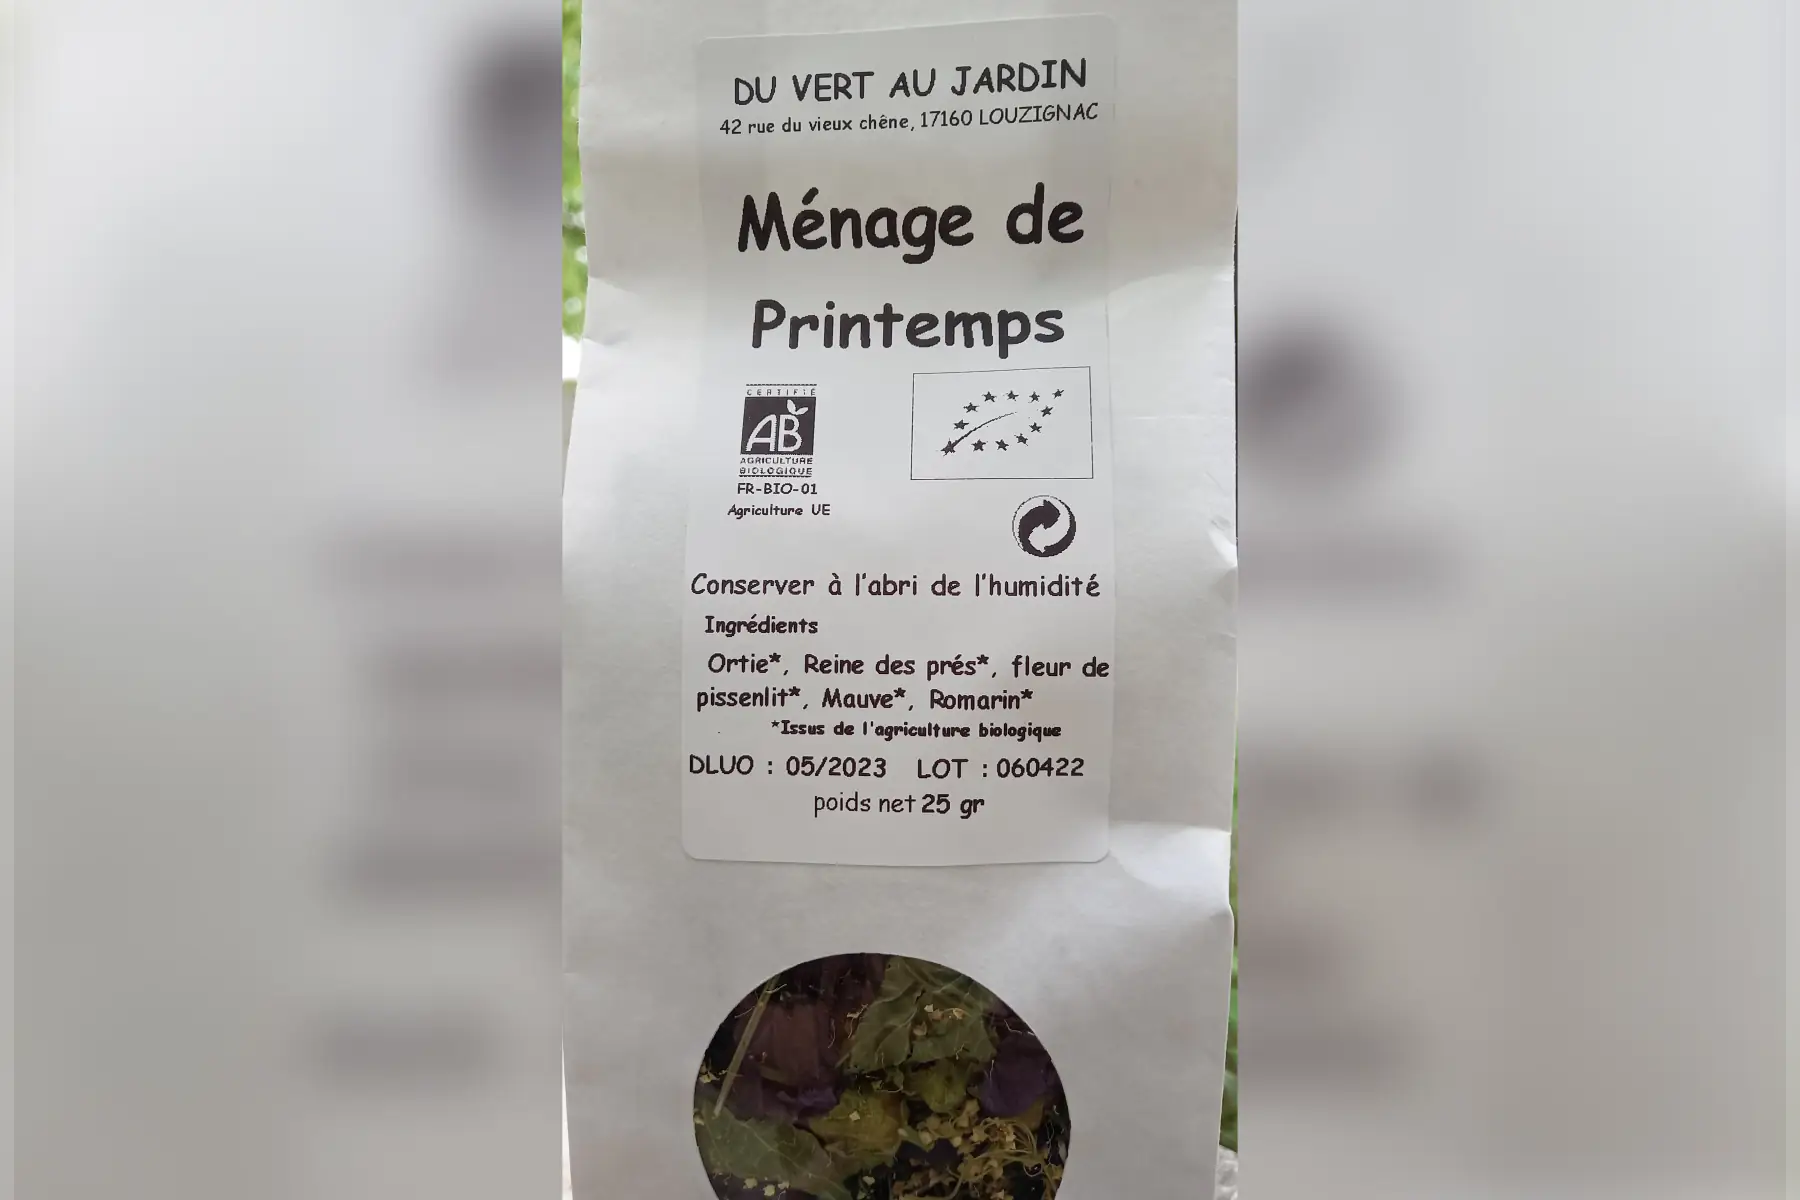 DU VERT AU JARDIN
42 rue du vieux chêne, 17160 LOUZIGNAC
Ménage de
Printemps
CERTIFIÉ
AB
AGRICULTURE
BIOLOGIQUE
FR-BIO-01
Agriculture UE
Conserver à l'abri de l'humidité
Ingrédients
Ortie*, Reine des prés*, fleur de
pissenlit*, Mauve*, Romarin*
*Issus de l'agriculture biologique
DLUO : 05/2023 LOT : 060422
poids net 25 gr